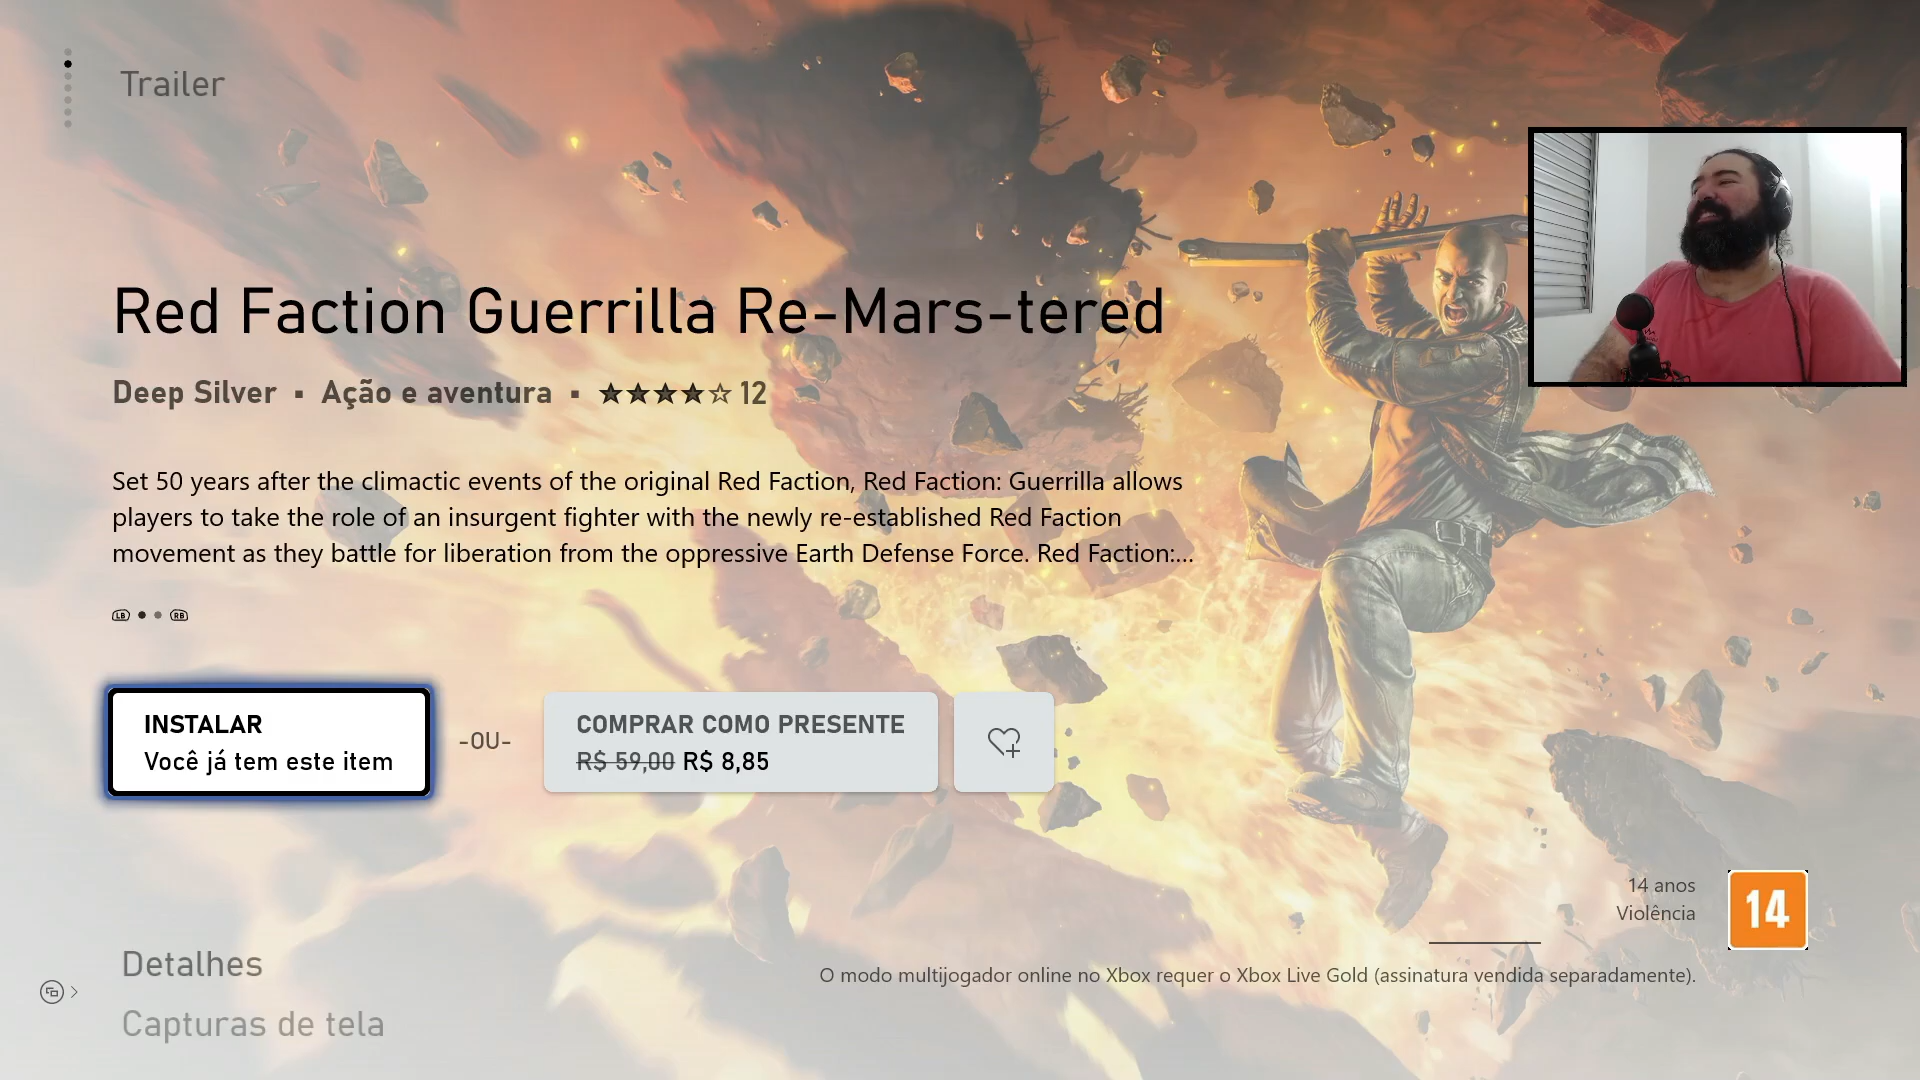 Trailer
Red Faction Guerrilla Re-Mars-tered
Deep Silver ▪ Ação e aventura ▪ ★★★★☆ 12
Set 50 years after the climactic events of the original Red Faction, Red Faction: Guerrilla allows
players to take the role of an insurgent fighter with the newly re-established Red Faction
movement as they battle for liberation from the oppressive Earth Defense Force. Red Faction:...
LB RB
INSTALAR
Você já tem este item
-OU-
COMPRAR COMO PRESENTE
R$ 59,00 R$ 8,85
14 anos
Violência
14
O modo multijogador online no Xbox requer o Xbox Live Gold (assinatura vendida separadamente).
Detalhes
Capturas de tela